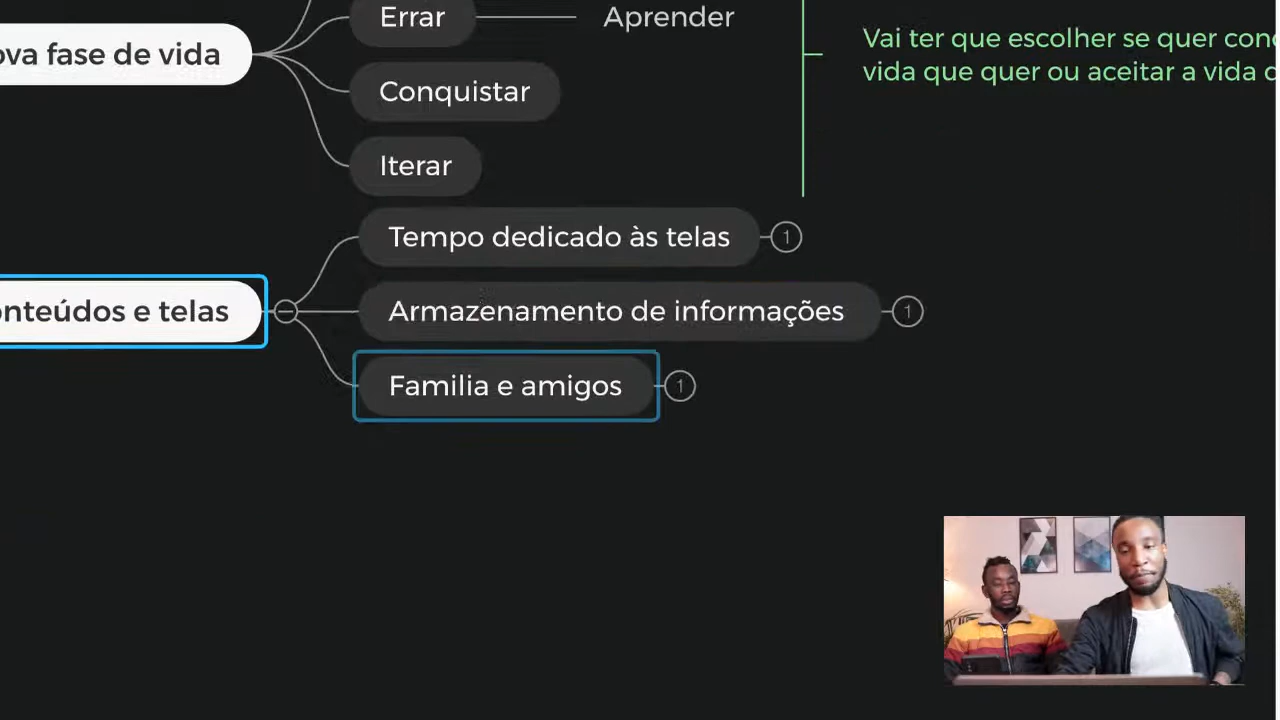 Errar
Aprender
ova fase de vida
Vai ter que escolher se quer
vida que quer ou aceitar a vida
Conquistar
Iterar
Tempo dedicado às telas
1
onteúdos e telas
Armazenamento de informações
1
Familia e amigos
1